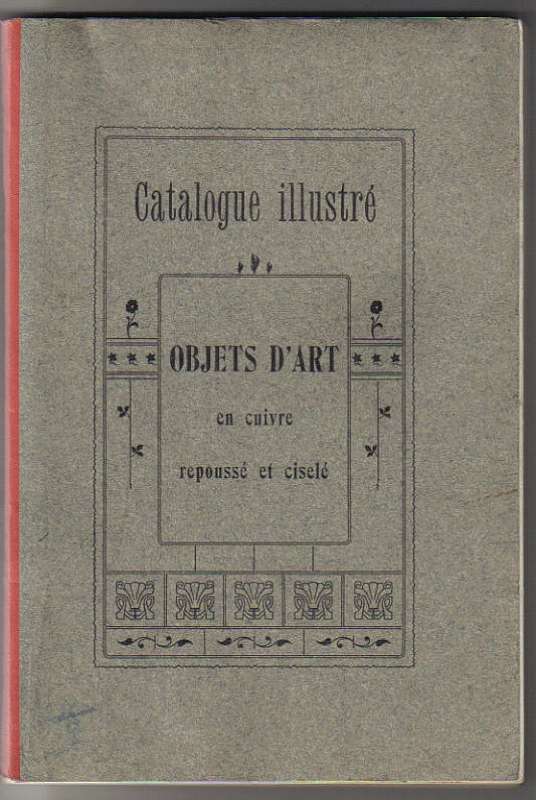 Catalogue illustré
OBJETS D'ART
en cuivre
repoussé et ciselé